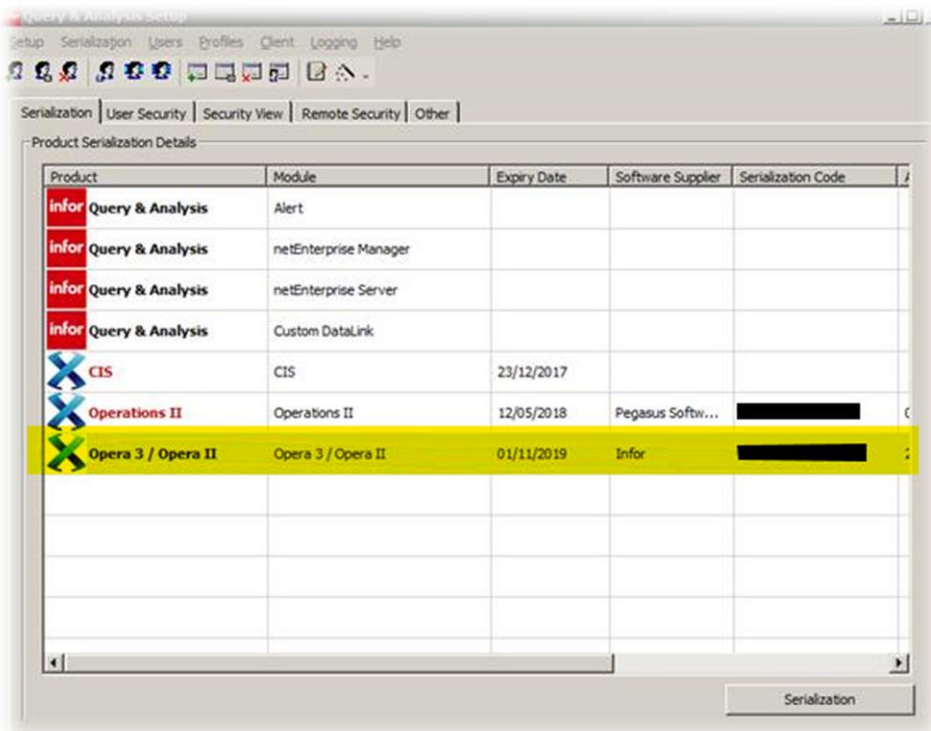 Query & Analysis Setup
Setup Serialization Users Profiles Client Logging Help
Serialization User Security Security View Remote Security Other
Product Serialization Details
Product Module Expiry Date Software Supplier Serialization Code
infor Query & Analysis Alert
infor Query & Analysis netEnterprise Manager
infor Query & Analysis netEnterprise Server
infor Query & Analysis Custom DataLink
CIS CIS 23/12/2017
Operations II Operations II 12/05/2018 Pegasus Softw...
Opera 3 / Opera II Opera 3 / Opera II 01/11/2019 Infor
Serialization